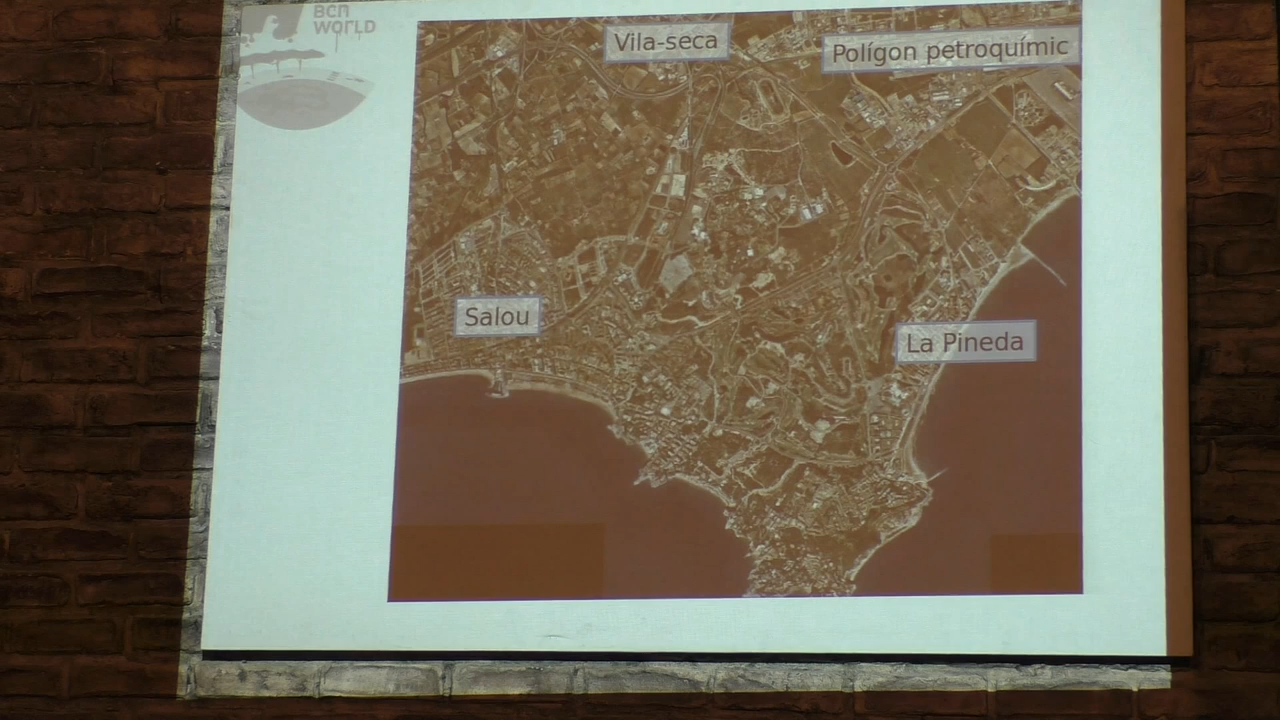 BCN
WORLD
Vila-seca
Polígon petroquímic
Salou
La Pineda